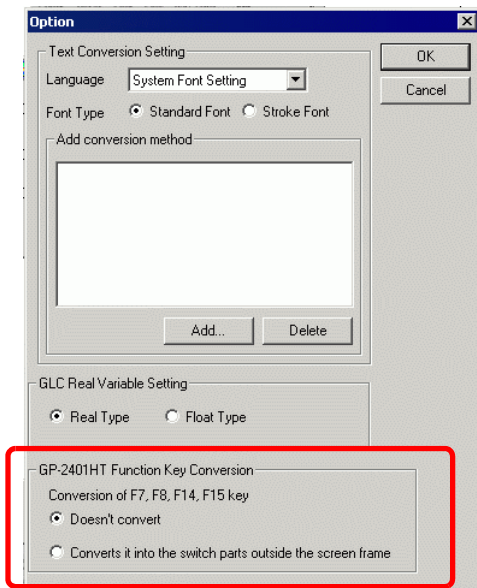 Option
Text Conversion Setting
OK
Language System Font Setting
Cancel
Font Type Standard Font Stroke Font
Add conversion method
Add... Delete
GLC Real Variable Setting
Real Type Float Type
GP-2401HT Function Key Conversion
Conversion of F7, F8, F14, F15 key
Doesn't convert
Converts it into the switch parts outside the screen frame